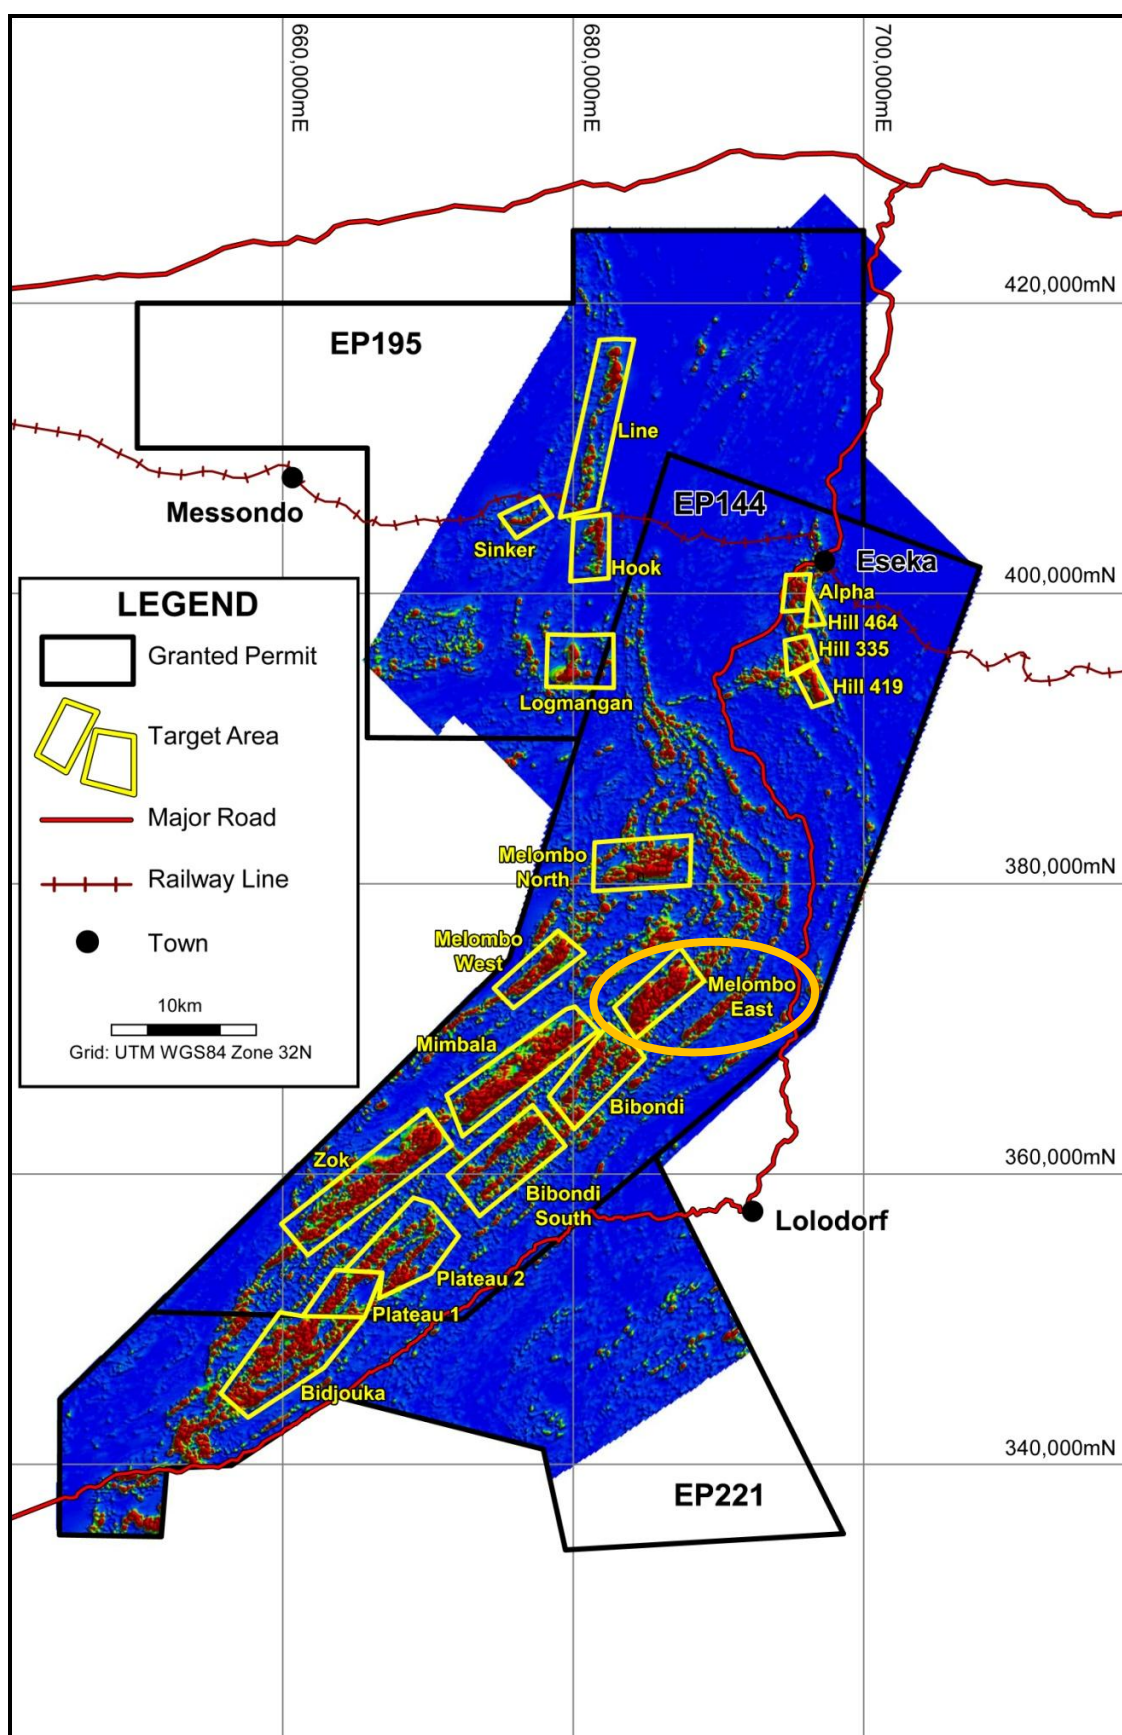 660,000mE
680,000mE
700,000mE
420,000mN
EP195
Line
Messondo
EP144
Sinker
Hook
Eseka
400,000mN
Alpha
Hill 464
Hill 335
Hill 419
Logmangan
LEGEND
Granted Permit
Target Area
Major Road
Railway Line
Town
10km
Grid: UTM WGS84 Zone 32N
Melombo
North
380,000mN
Melombo
West
Melombo
East
Mimbala
Bibondi
Zok
360,000mN
Bibondi
South
Lolodorf
Plateau 2
Plateau 1
Bidjouka
340,000mN
EP221